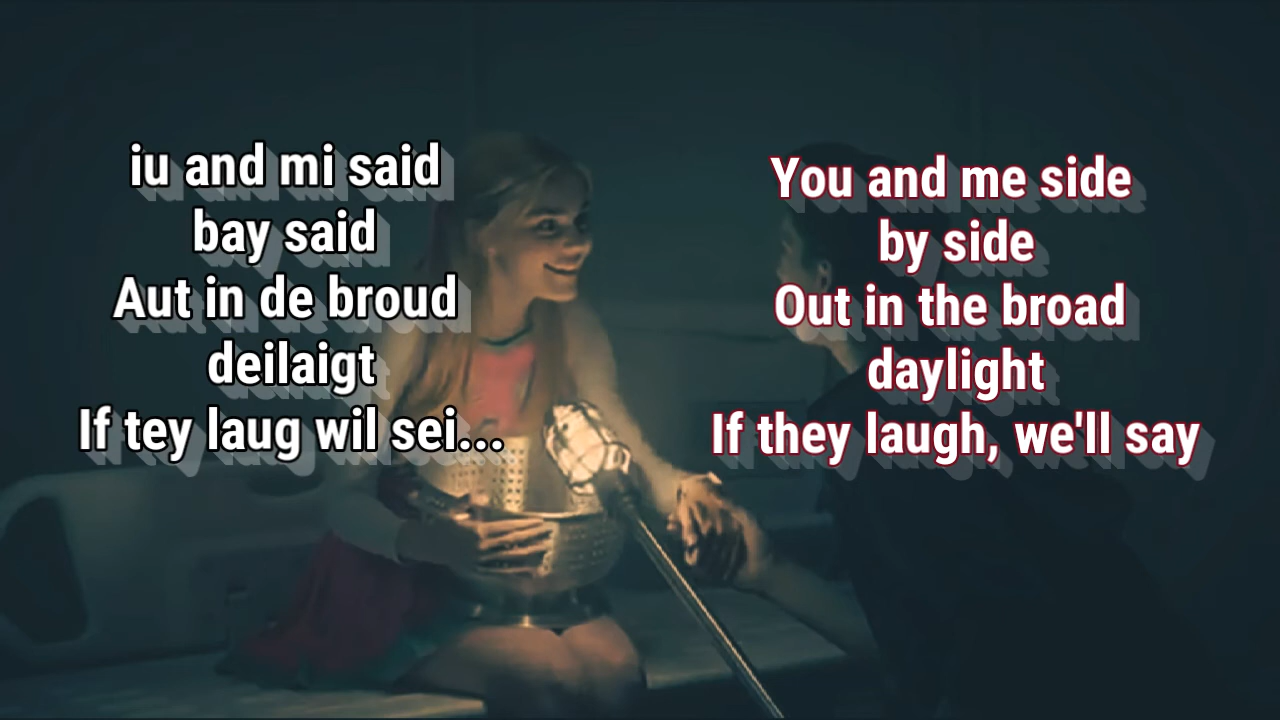 iu and mi said
bay said
Aut in de broud
deilaigt
If tey laug wil sei...
You and me side
by side
Out in the broad
daylight
If they laugh, we'll say